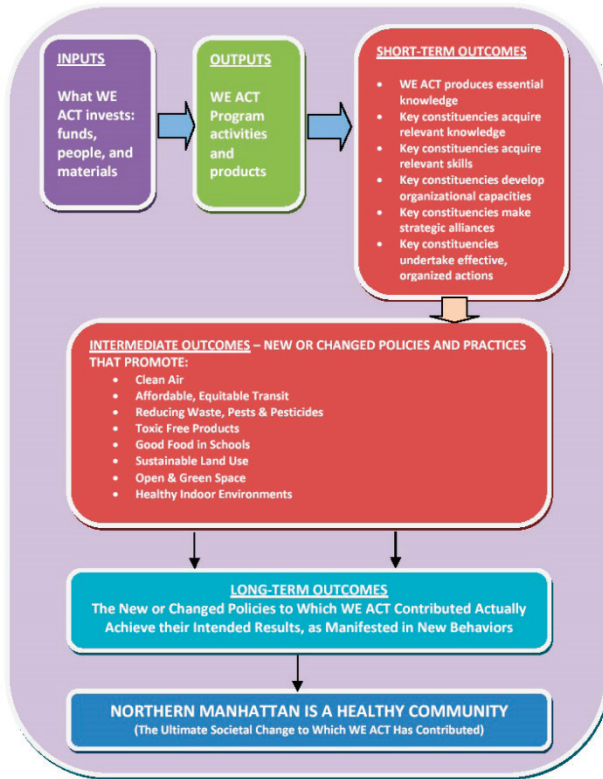 INPUTS
What WE
ACT invests:
funds,
people, and
materials
OUTPUTS
WE ACT
Program
activities
and
products
SHORT-TERM OUTCOMES
• WE ACT produces essential
knowledge
• Key constituencies acquire
relevant knowledge
• Key constituencies acquire
relevant skills
• Key constituencies develop
organizational capacities
• Key constituencies make
strategic alliances
• Key constituencies
undertake effective,
organized actions
INTERMEDIATE OUTCOMES – NEW OR CHANGED POLICIES AND PRACTICES
THAT PROMOTE:
• Clean Air
• Affordable, Equitable Transit
• Reducing Waste, Pests & Pesticides
• Toxic Free Products
• Good Food in Schools
• Sustainable Land Use
• Open & Green Space
• Healthy Indoor Environments
LONG-TERM OUTCOMES
The New or Changed Policies to Which WE ACT Contributed Actually
Achieve their Intended Results, as Manifested in New Behaviors
NORTHERN MANHATTAN IS A HEALTHY COMMUNITY
(The Ultimate Societal Change to Which WE ACT Has Contributed)